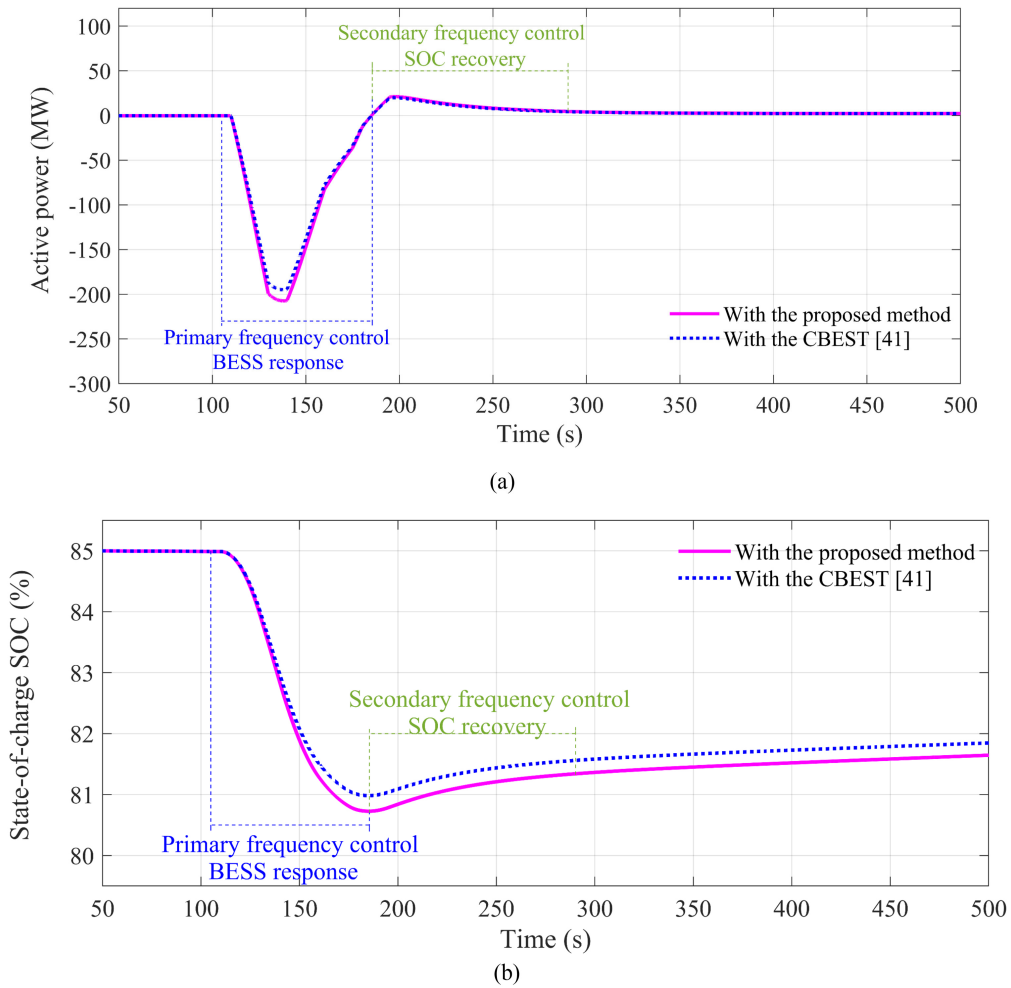 Secondary frequency control
SOC recovery
100
50
0
-50
-100
-150
-200
-250
-300
Active power (MW)
With the proposed method
With the CBEST [41]
Primary frequency control
BESS response
50 100 150 200 250 300 350 400 450 500
Time (s)
(a)
85
84
83
82
81
80
State-of-charge SOC (%)
With the proposed method
With the CBEST [41]
Secondary frequency control
SOC recovery
Primary frequency control
BESS response
50 100 150 200 250 300 350 400 450 500
Time (s)
(b)